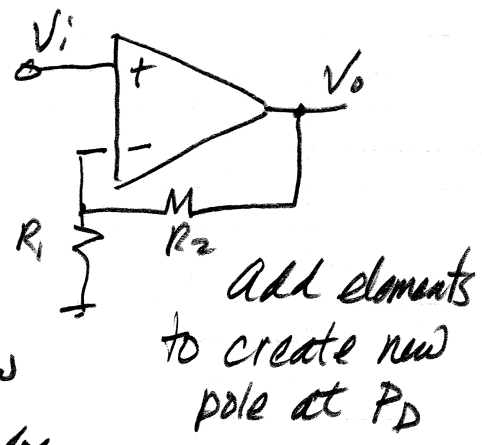 Vi
+
Vo
−
R1
R2
add elements
to create new
pole at PD